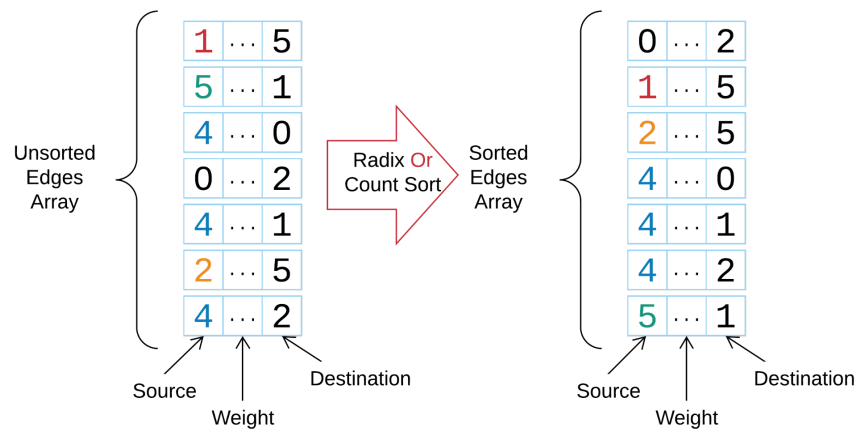 1 ... 5
5 ... 1
4 ... 0
0 ... 2
4 ... 1
2 ... 5
4 ... 2
Unsorted
Edges
Array
Source
Weight
Destination
Radix Or
Count Sort
Sorted
Edges
Array
0 ... 2
1 ... 5
2 ... 5
4 ... 0
4 ... 1
4 ... 2
5 ... 1
Source
Weight
Destination